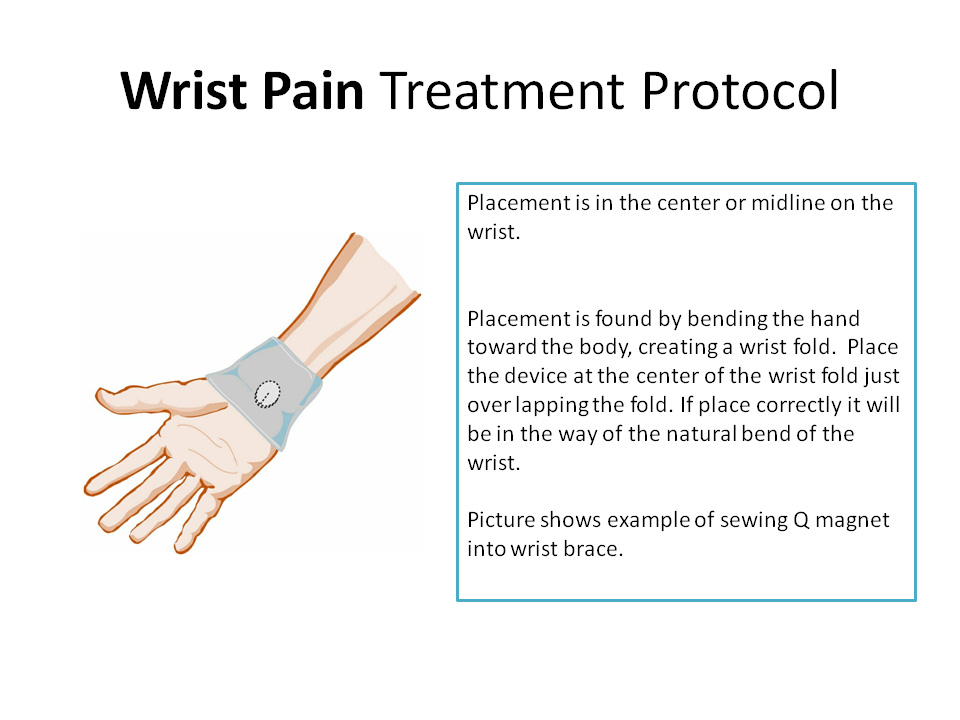 Wrist Pain Treatment Protocol
Placement is in the center or midline on the
wrist.
Placement is found by bending the hand
toward the body, creating a wrist fold.  Place
the device at the center of the wrist fold just
over lapping the fold. If place correctly it will
be in the way of the natural bend of the
wrist.
Picture shows example of sewing Q magnet
into wrist brace.